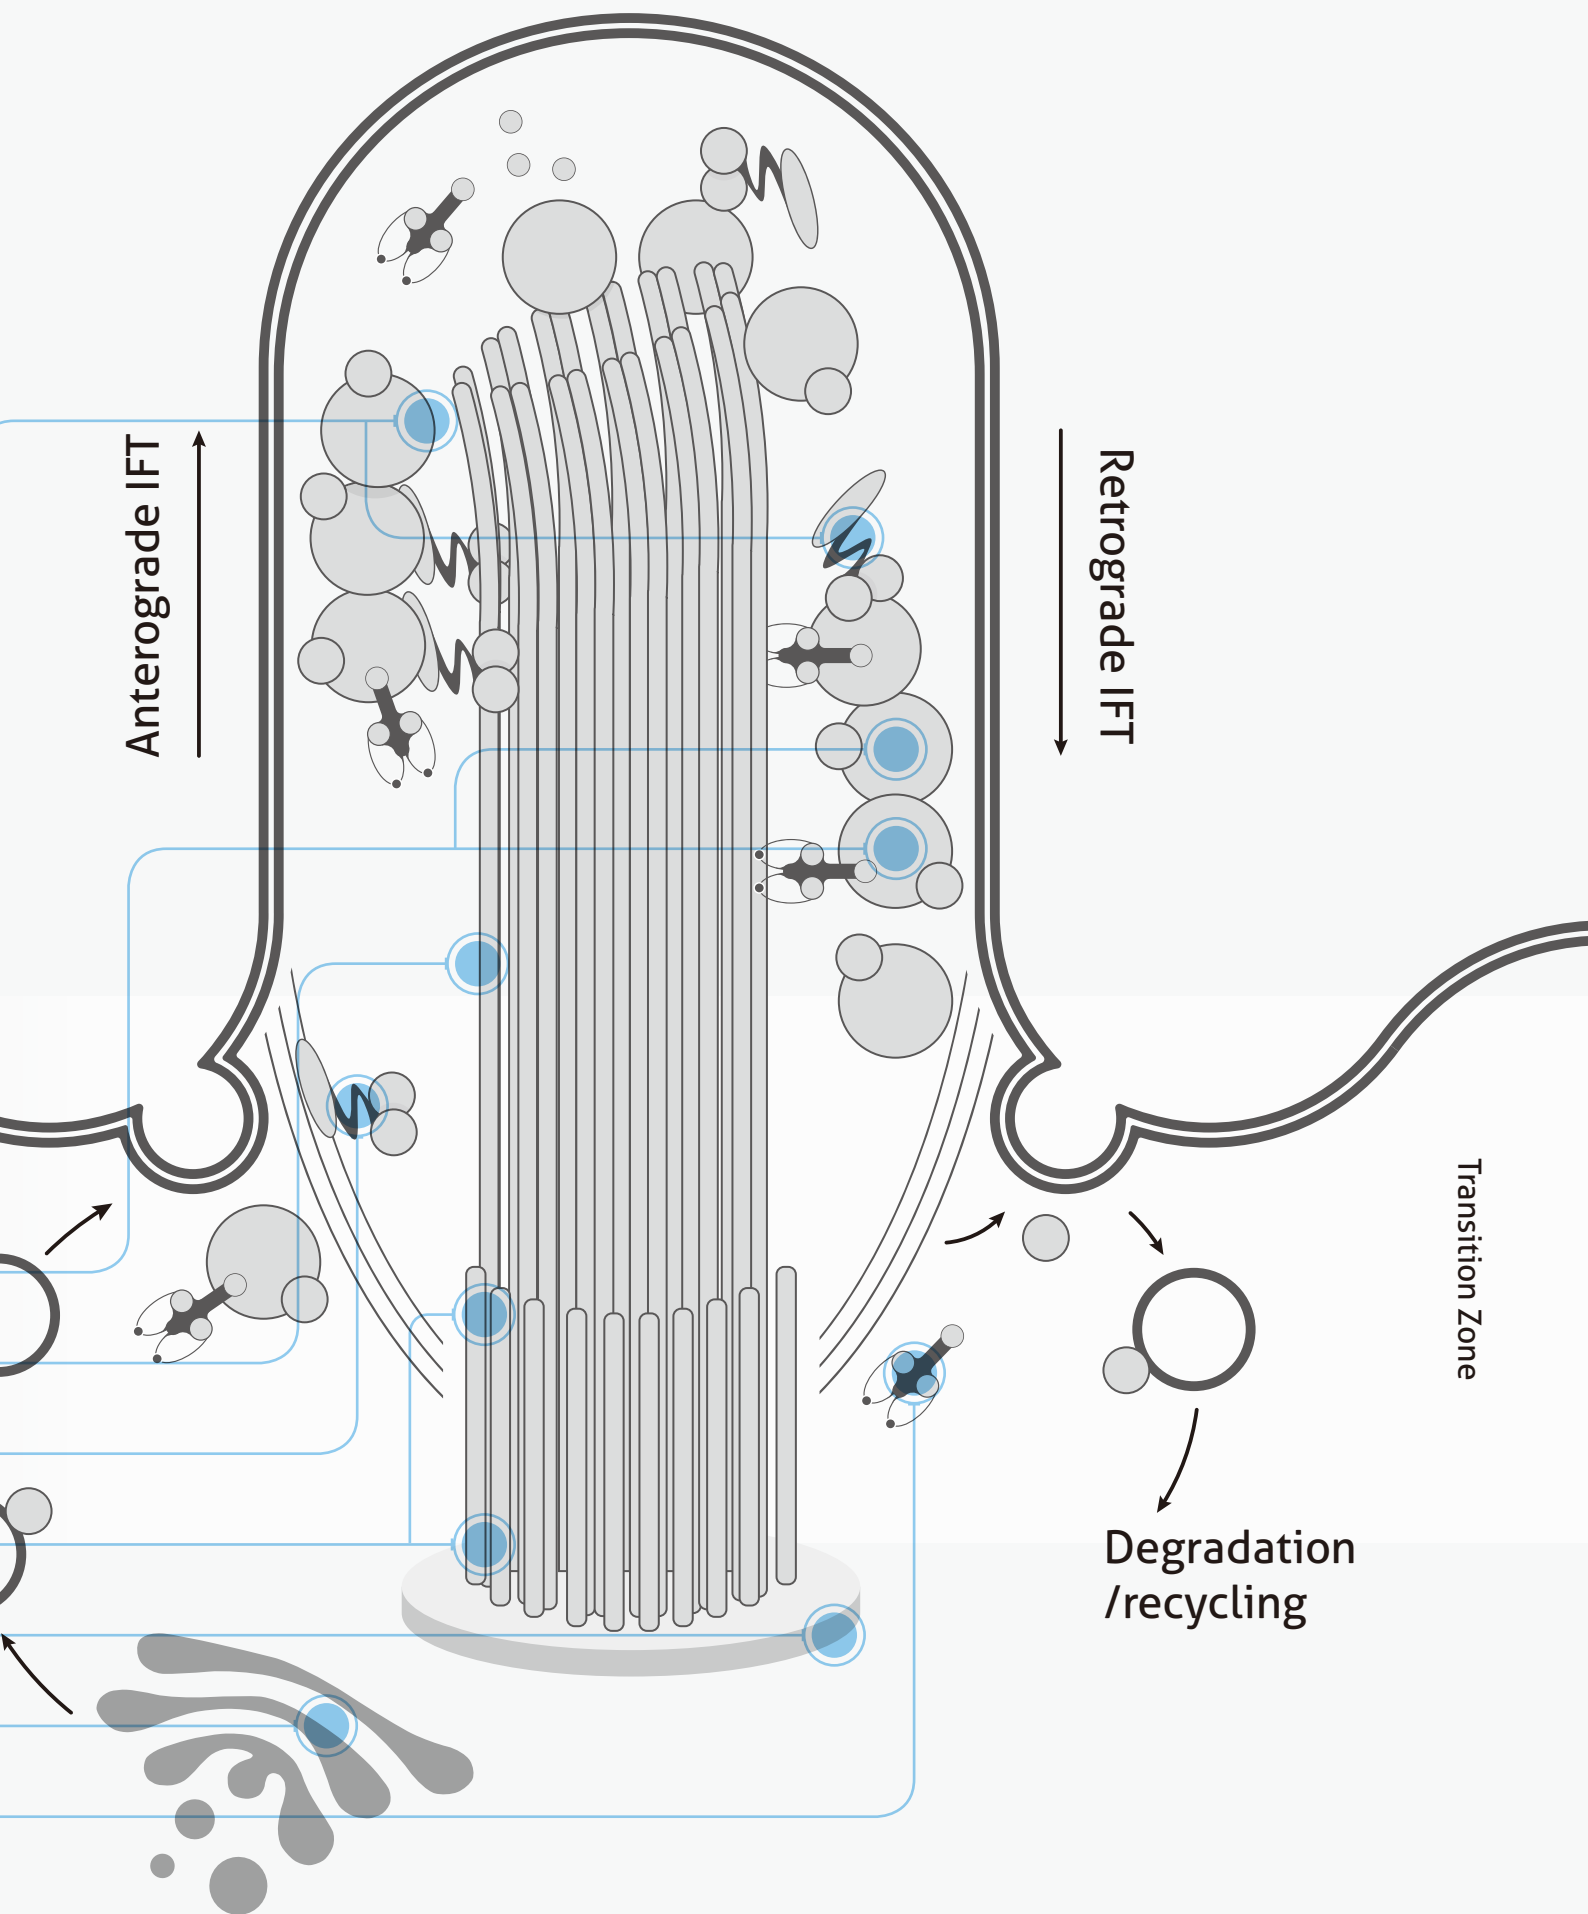 Anterograde IFT
Retrograde IFT
Transition Zone
Degradation
/recycling